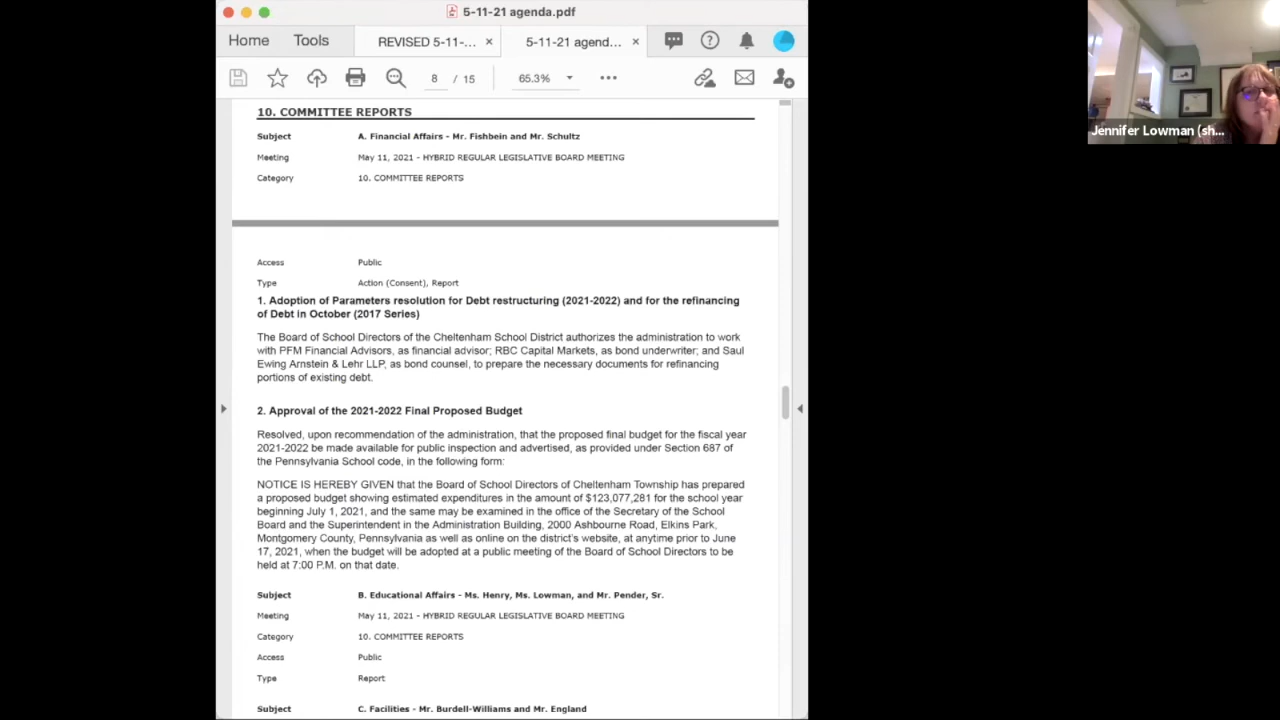 5-11-21 agenda.pdf
Home Tools REVISED 5-11-... × 5-11-21 agend... ×
8 / 15 65.3%
10. COMMITTEE REPORTS
Subject A. Financial Affairs - Mr. Fishbein and Mr. Schultz
Meeting May 11, 2021 - HYBRID REGULAR LEGISLATIVE BOARD MEETING
Category 10. COMMITTEE REPORTS
Access Public
Type Action (Consent), Report
1. Adoption of Parameters resolution for Debt restructuring (2021-2022) and for the refinancing
of Debt in October (2017 Series)
The Board of School Directors of the Cheltenham School District authorizes the administration to work
with PFM Financial Advisors, as financial advisor; RBC Capital Markets, as bond underwriter; and Saul
Ewing Arnstein & Lehr LLP, as bond counsel, to prepare the necessary documents for refinancing
portions of existing debt.
2. Approval of the 2021-2022 Final Proposed Budget
Resolved, upon recommendation of the administration, that the proposed final budget for the fiscal year
2021-2022 be made available for public inspection and advertised, as provided under Section 687 of
the Pennsylvania School code, in the following form:
NOTICE IS HEREBY GIVEN that the Board of School Directors of Cheltenham Township has prepared
a proposed budget showing estimated expenditures in the amount of $123,077,281 for the school year
beginning July 1, 2021, and the same may be examined in the office of the Secretary of the School
Board and the Superintendent in the Administration Building, 2000 Ashbourne Road, Elkins Park,
Montgomery County, Pennsylvania as well as online on the district's website, at anytime prior to June
17, 2021, when the budget will be adopted at a public meeting of the Board of School Directors to be
held at 7:00 P.M. on that date.
Subject B. Educational Affairs - Ms. Henry, Ms. Lowman, and Mr. Pender, Sr.
Meeting May 11, 2021 - HYBRID REGULAR LEGISLATIVE BOARD MEETING
Category 10. COMMITTEE REPORTS
Access Public
Type Report
Subject C. Facilities - Mr. Burdell-Williams and Mr. England
Jennifer Lowman (sh...